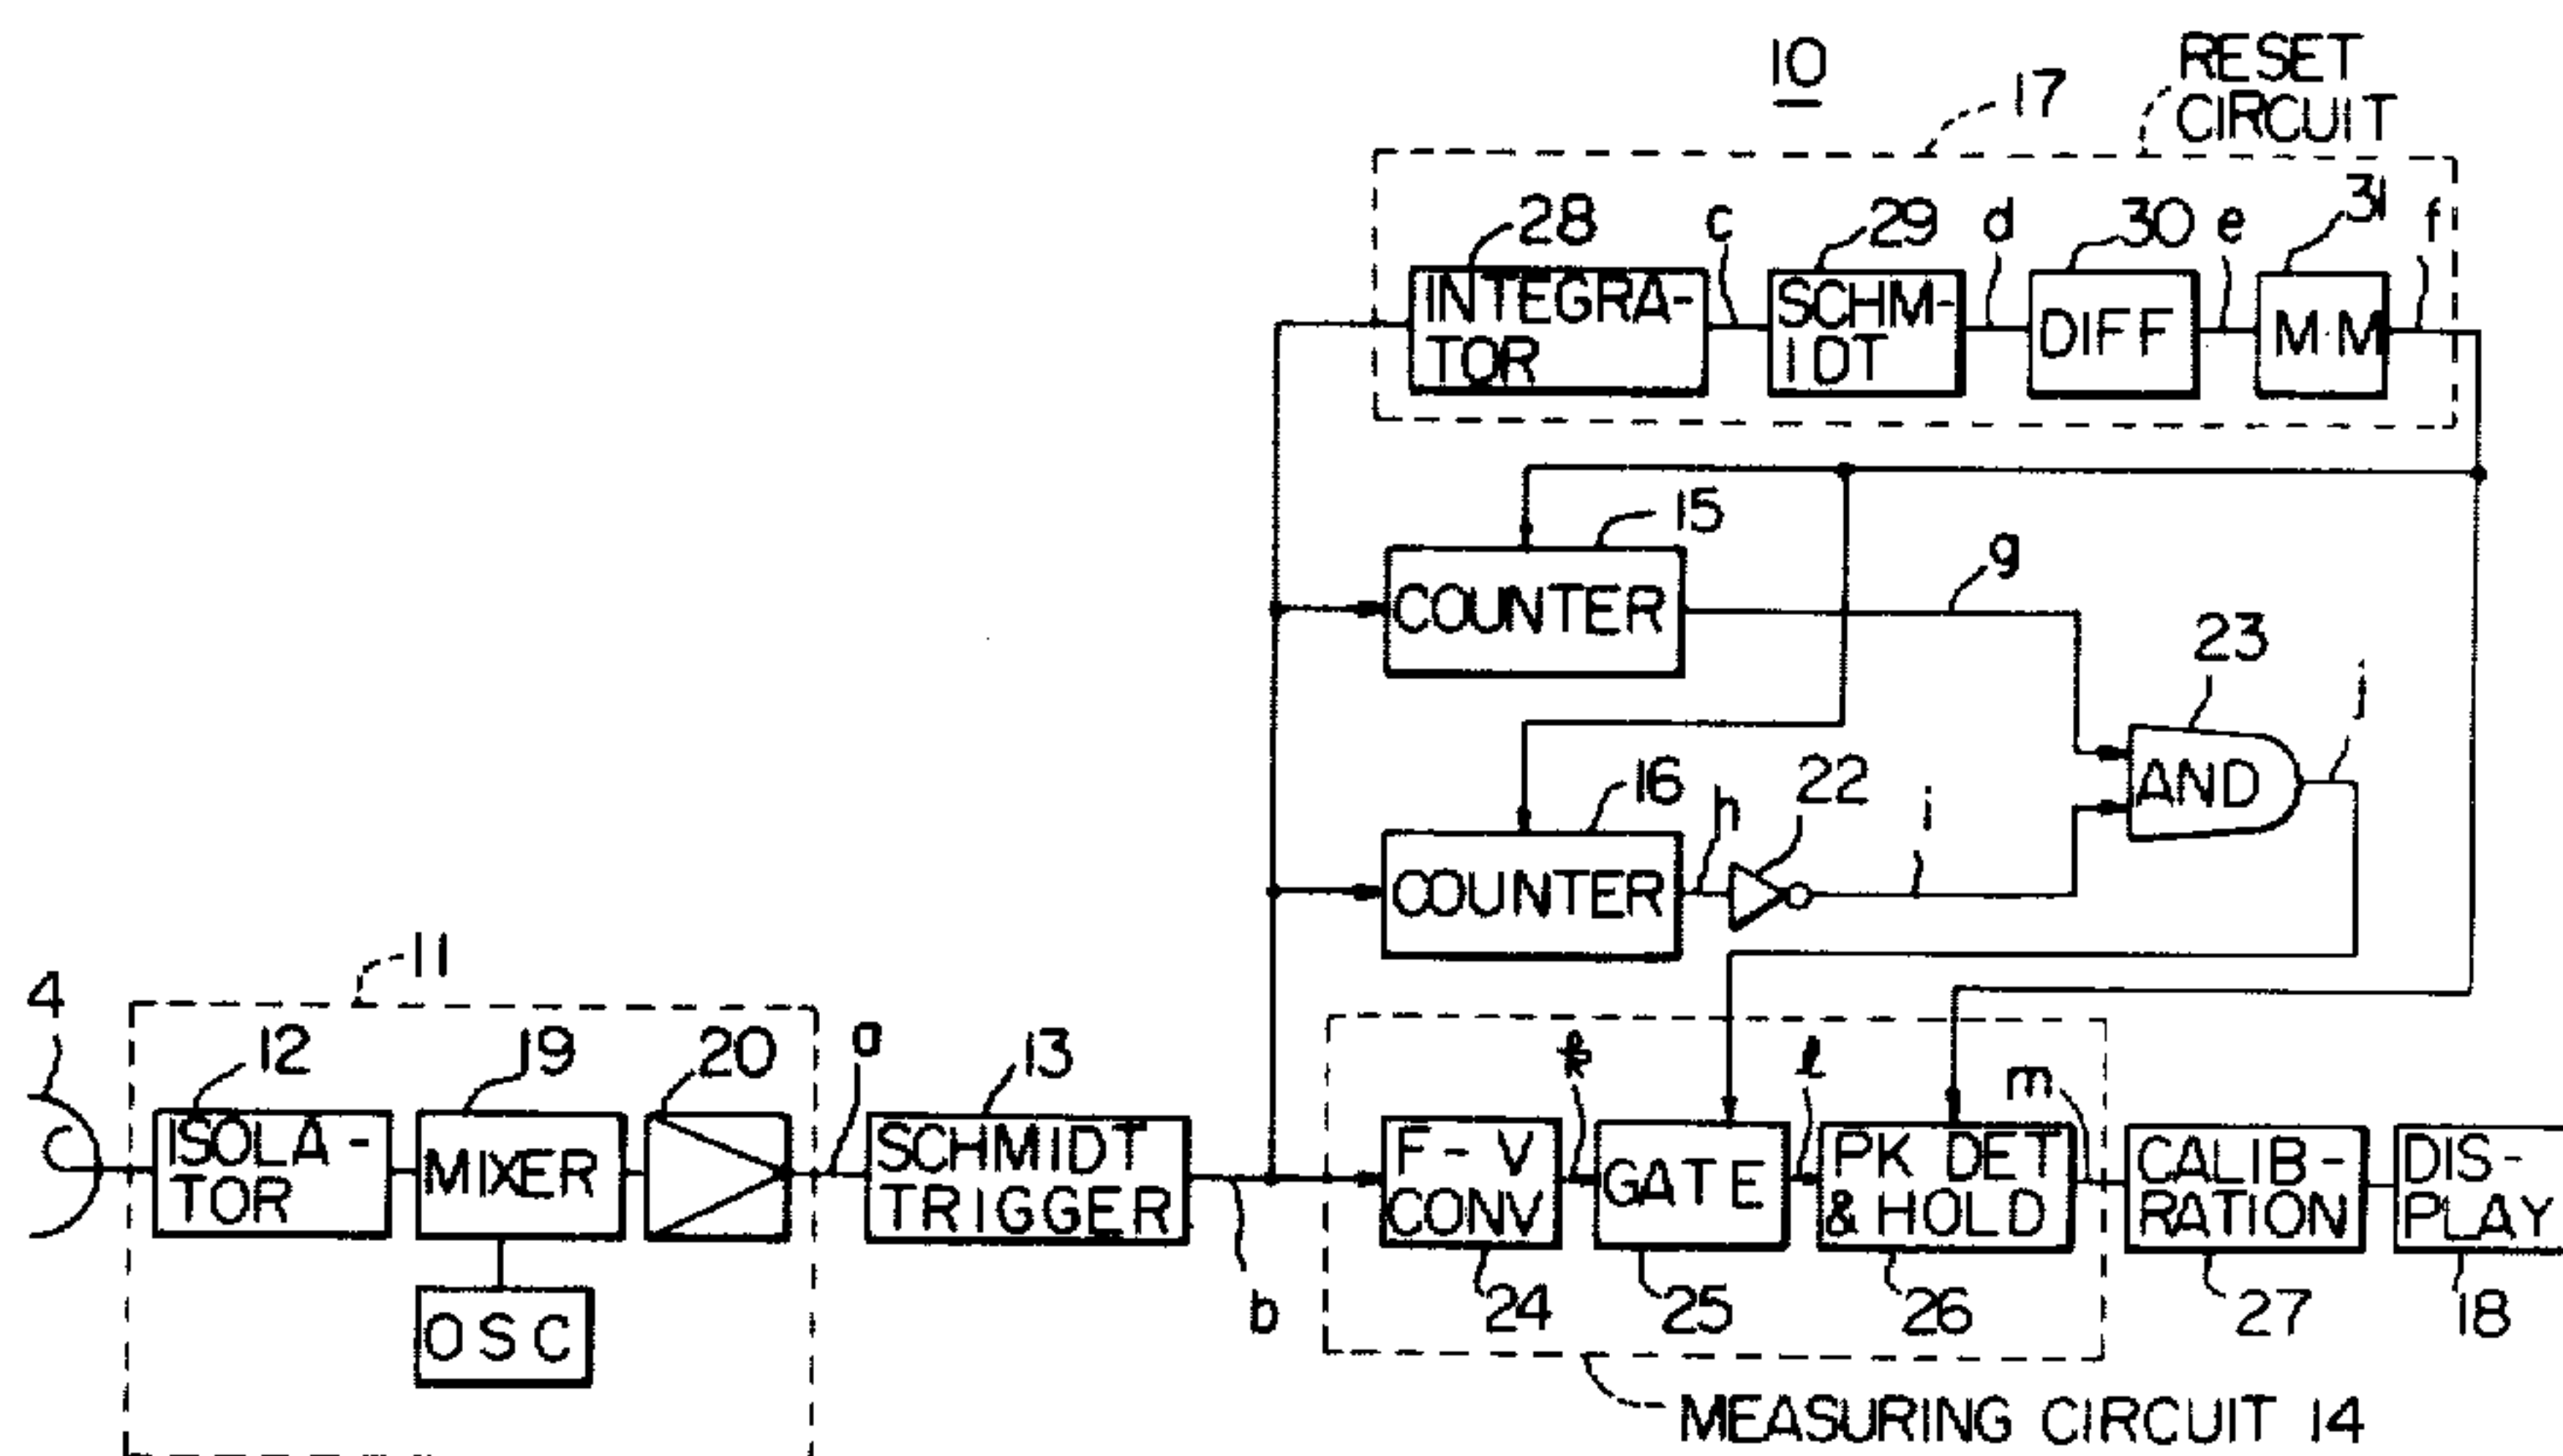 10
17
RESET
CIRCUIT
28
c
29
d
30
e
31
f
INTEGRA-
TOR
SCHM-
IDT
DIFF
M·M
15
COUNTER
g
23
j
AND
16
h
22
i
COUNTER
4
11
12
19
20
a
13
k
l
m
ISOLA-
TOR
MIXER
SCHMIDT
TRIGGER
F-V
CONV
GATE
PK DET
& HOLD
CALIB-
RATION
DIS-
PLAY
OSC
b
24
25
26
27
18
MEASURING CIRCUIT 14